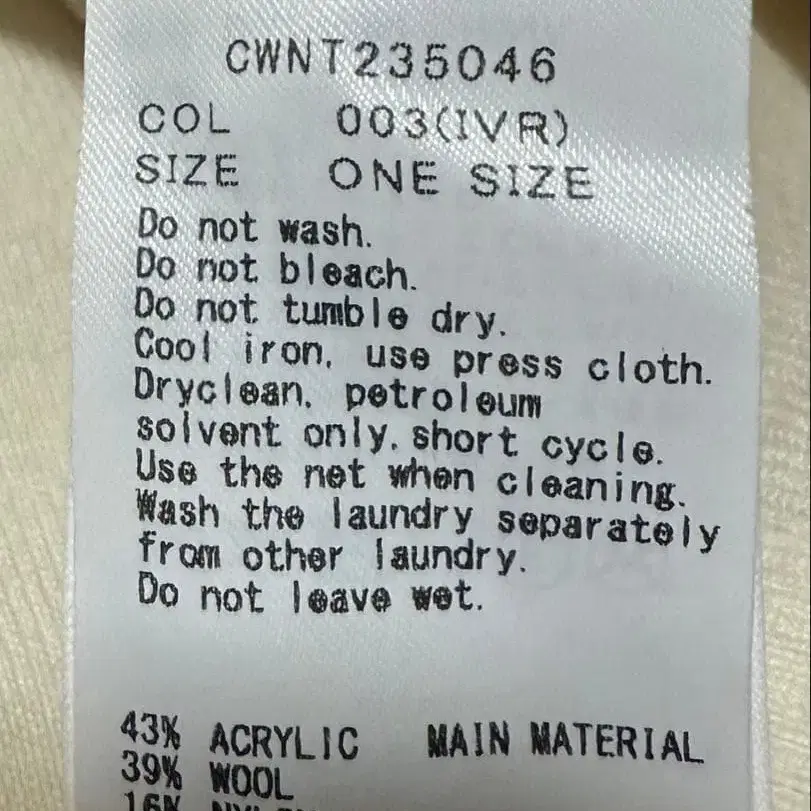 CWNT235046
COL 003(IVR)
SIZE ONE SIZE
Do not wash.
Do not bleach.
Do not tumble dry.
Cool iron, use press cloth.
Dryclean, petroleum
solvent only, short cycle.
Use the net when cleaning.
Wash the laundry separately
from other laundry.
Do not leave wet.
43% ACRYLIC MAIN MATERIAL
39% WOOL
16%